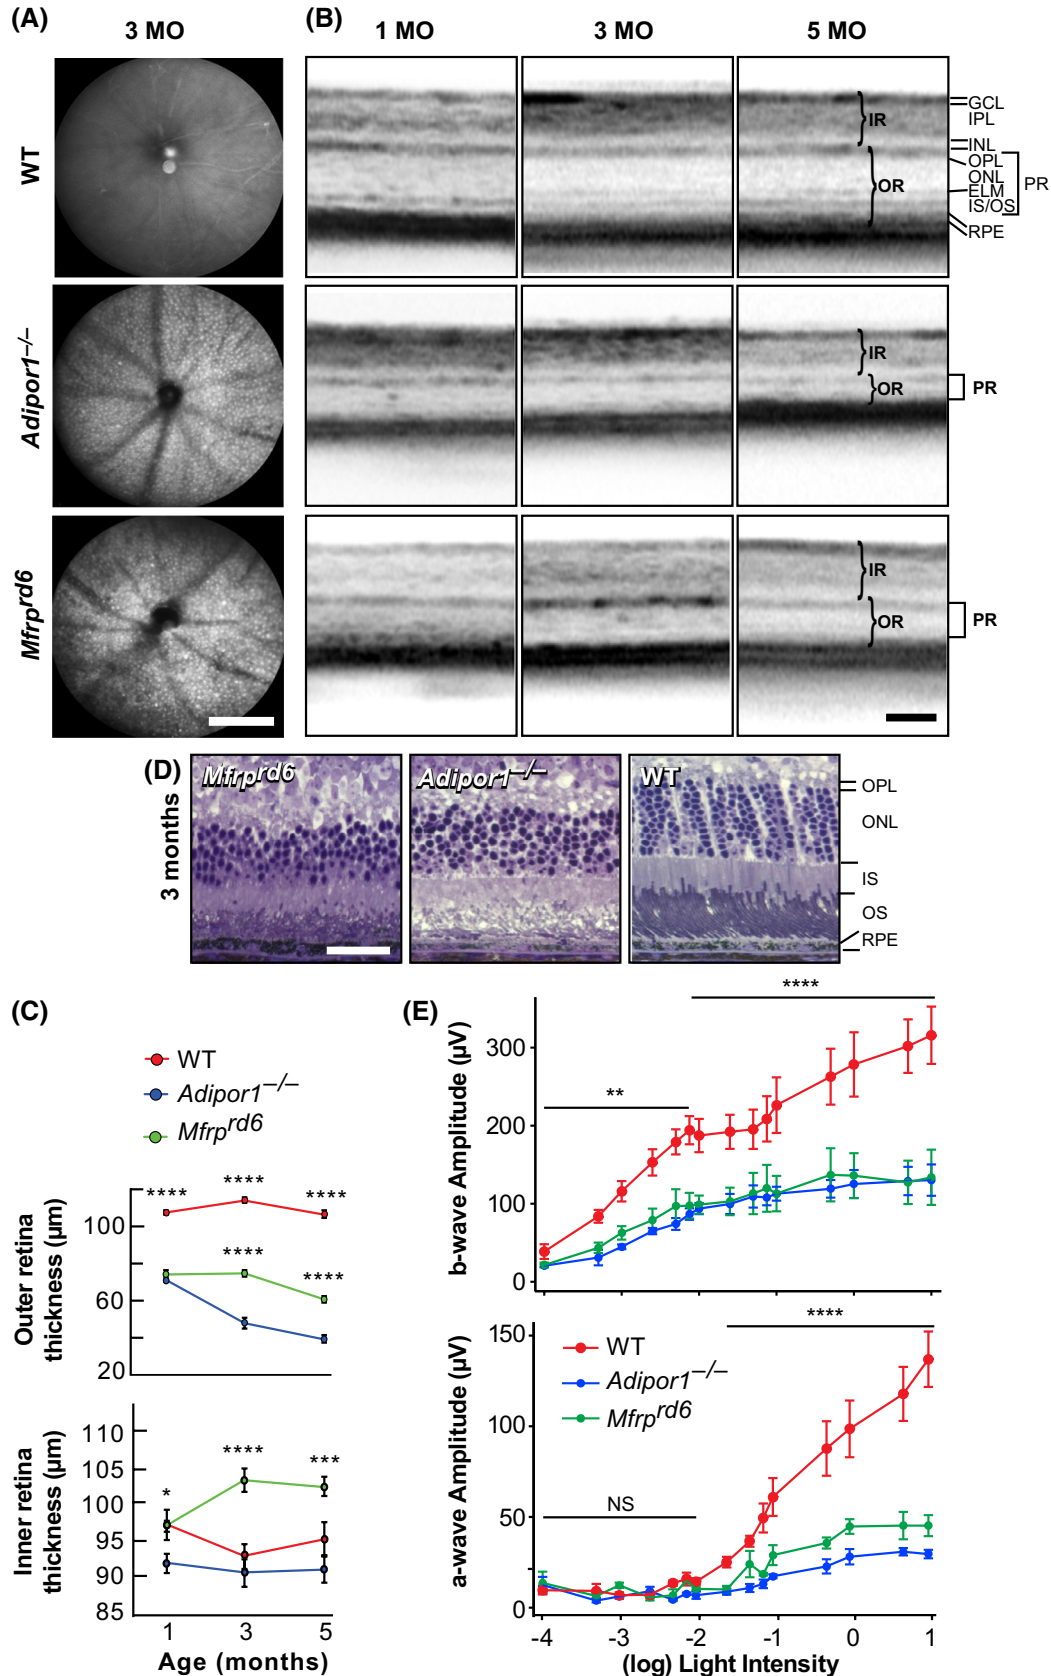 (A)
3 MO
(B)
1 MO
3 MO
5 MO
WT
Adipor1–/–
Mfrprd6
IR
OR
GCL
IPL
INL
OPL
ONL
ELM
IS/OS
RPE
PR
IR
OR
PR
IR
OR
PR
(D)
3 months
Mfrprd6
Adipor1–/–
WT
OPL
ONL
IS
OS
RPE
(C)
WT
Adipor1–/–
Mfrprd6
Outer retina
thickness (µm)
100
60
20
**** **** ****
****
****
Inner retina
thickness (µm)
110
105
100
95
90
85
*
****
***
1 3 5
Age (months)
(E)
b-wave Amplitude (µV)
300
200
100
0
**
****
a-wave Amplitude (µV)
150
100
50
0
****
WT
Adipor1–/–
Mfrprd6
NS
-4 -3 -2 -1 0 1
(log) Light Intensity